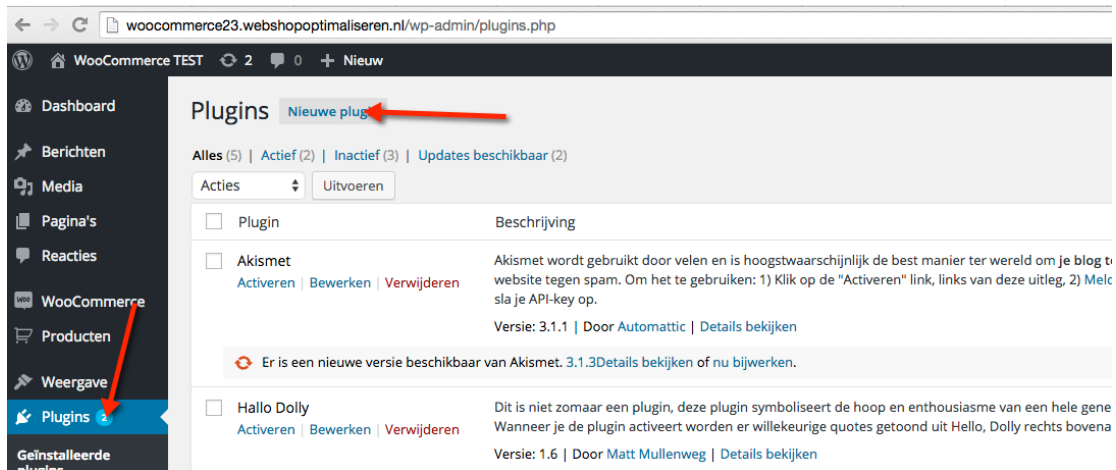 woocommerce23.webshopoptimaliseren.nl/wp-admin/plugins.php
WooCommerce TEST 2 0 + Nieuw
Dashboard
Berichten
Media
Pagina's
Reacties
WooCommerce
Producten
Weergave
Plugins 2
Geïnstalleerde
plugins
Plugins Nieuwe plugin
Alles (5) | Actief (2) | Inactief (3) | Updates beschikbaar (2)
Acties Uitvoeren
Plugin Beschrijving
Akismet
Activeren | Bewerken | Verwijderen
Akismet wordt gebruikt door velen en is hoogstwaarschijnlijk de best manier ter wereld om je blog t
website tegen spam. Om het te gebruiken: 1) Klik op de "Activeren" link, links van deze uitleg, 2) Meld
sla je API-key op.
Versie: 3.1.1 | Door Automattic | Details bekijken
Er is een nieuwe versie beschikbaar van Akismet. 3.1.3Details bekijken of nu bijwerken.
Hallo Dolly
Activeren | Bewerken | Verwijderen
Dit is niet zomaar een plugin, deze plugin symboliseert de hoop en enthousiasme van een hele gene
Wanneer je de plugin activeert worden er willekeurige quotes getoond uit Hello, Dolly rechts bovena
Versie: 1.6 | Door Matt Mullenweg | Details bekijken